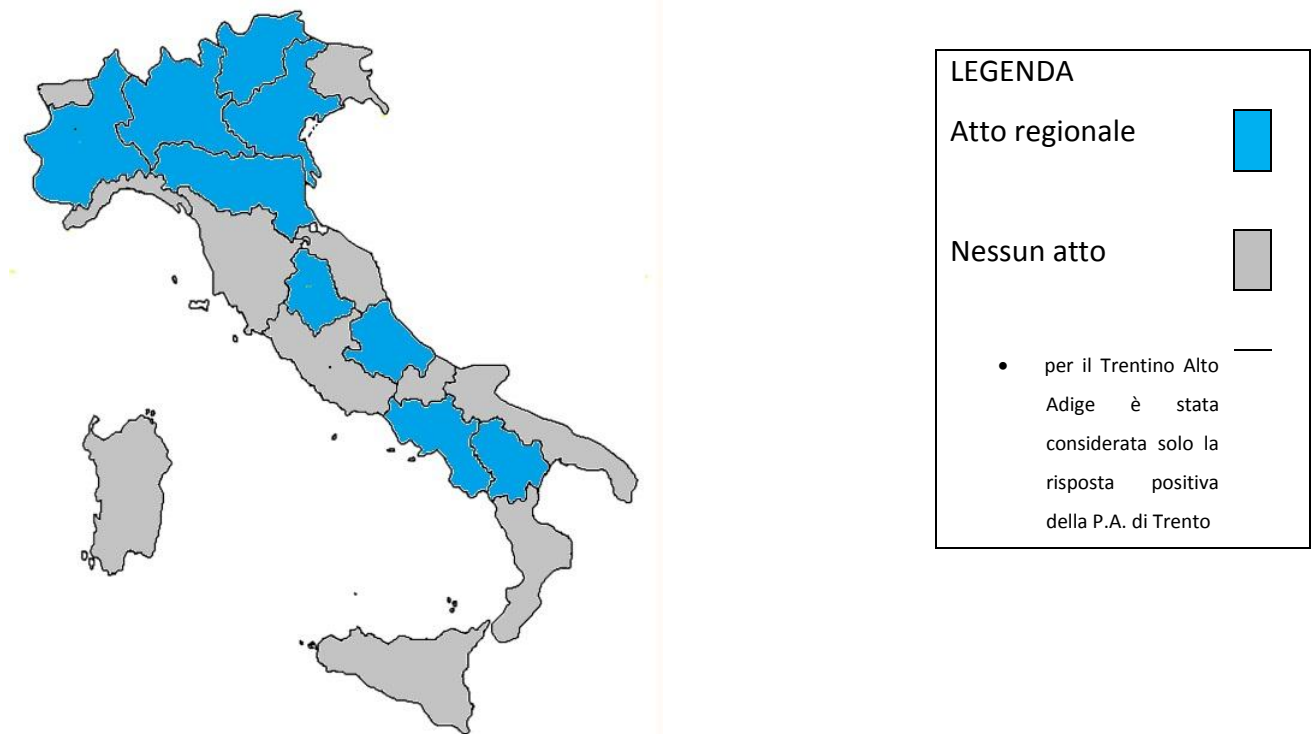 LEGENDA
Atto regionale
Nessun atto
• per il Trentino Alto
Adige è stata
considerata solo la
risposta positiva
della P.A. di Trento